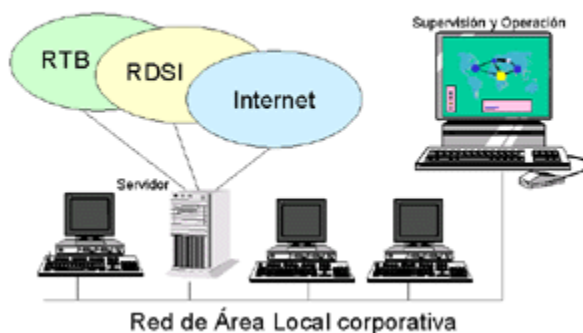 Supervisión y Operación
RTB
RDSI
Internet
Servidor
Red de Área Local corporativa